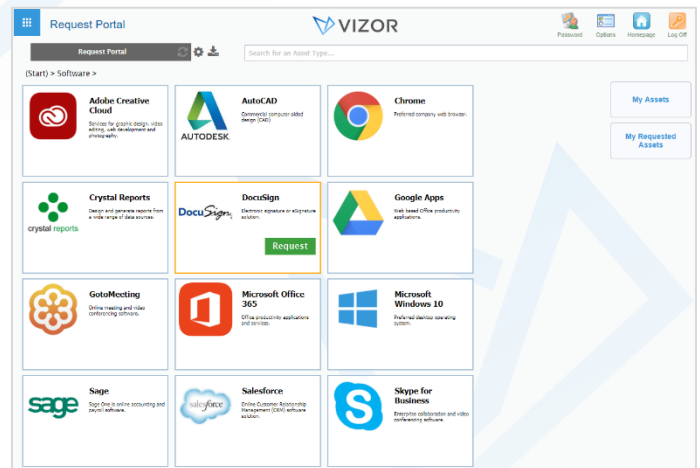 Request Portal
VIZOR
Password
Options
Homepage
Log Off
Request Portal
Search for an Asset Type...
(Start) > Software >
Adobe Creative
Cloud
Services for graphic design, video
editing, web development and
photography.
AUTODESK
AutoCAD
Commercial computer aided
design (CAD)
Chrome
Preferred company web browser.
My Assets
My Requested
Assets
crystal reports
Crystal Reports
Design and generate reports from
a wide range of data sources.
DocuSign
DocuSign
Electronic signature or eSignature
solution.
Request
Google Apps
Web based Office productivity
applications.
GotoMeeting
Online meeting and video
conferencing software.
Microsoft Office
365
Office productivity applications
and services.
Microsoft
Windows 10
Preferred desktop operating
system.
sage
Sage
Sage One is online accounting and
payroll software.
salesforce
Salesforce
Online Customer Relationship
Management (CRM) software
solution.
Skype for
Business
Enterprise collaboration and video
conferencing software.